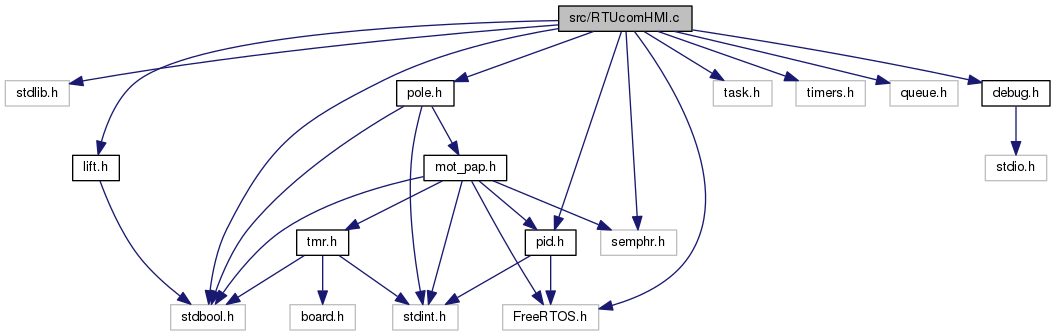 src/RTUcomHMI.c
stdlib.h
pole.h
task.h
timers.h
queue.h
debug.h
lift.h
mot_pap.h
stdio.h
tmr.h
pid.h
semphr.h
stdbool.h
board.h
stdint.h
FreeRTOS.h